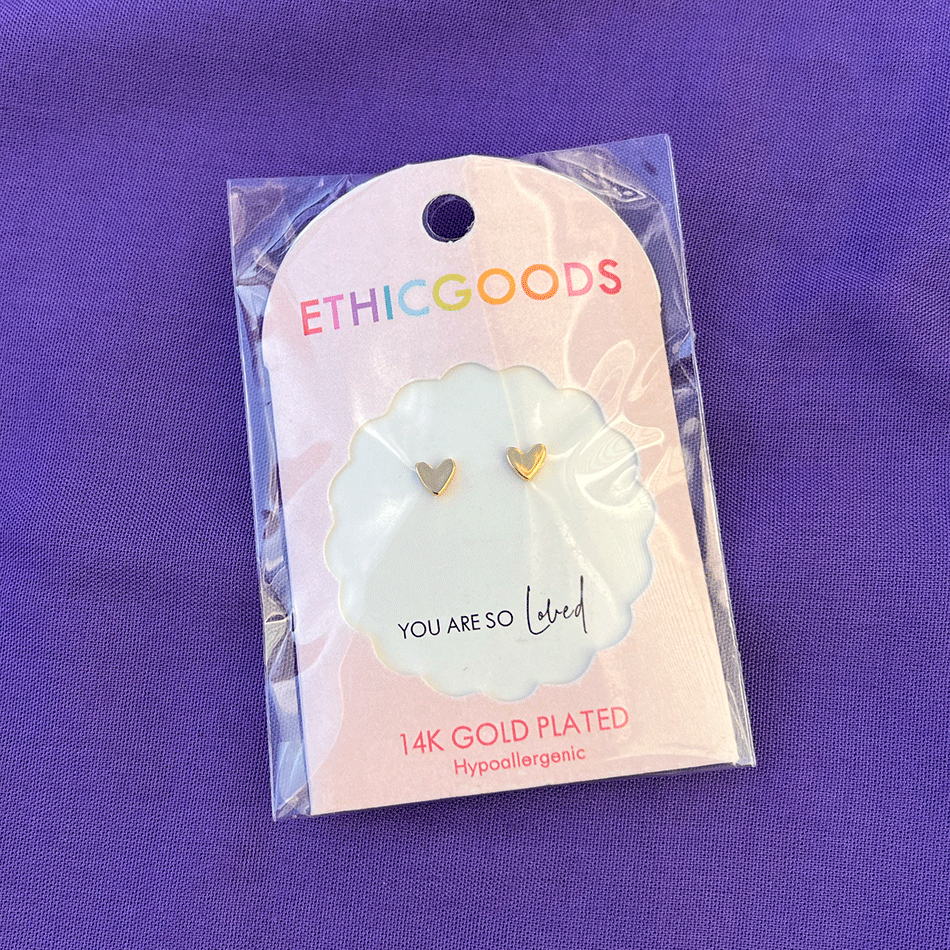 ETHICGOODS
YOU ARE SO Loved
14K GOLD PLATED
Hypoallergenic